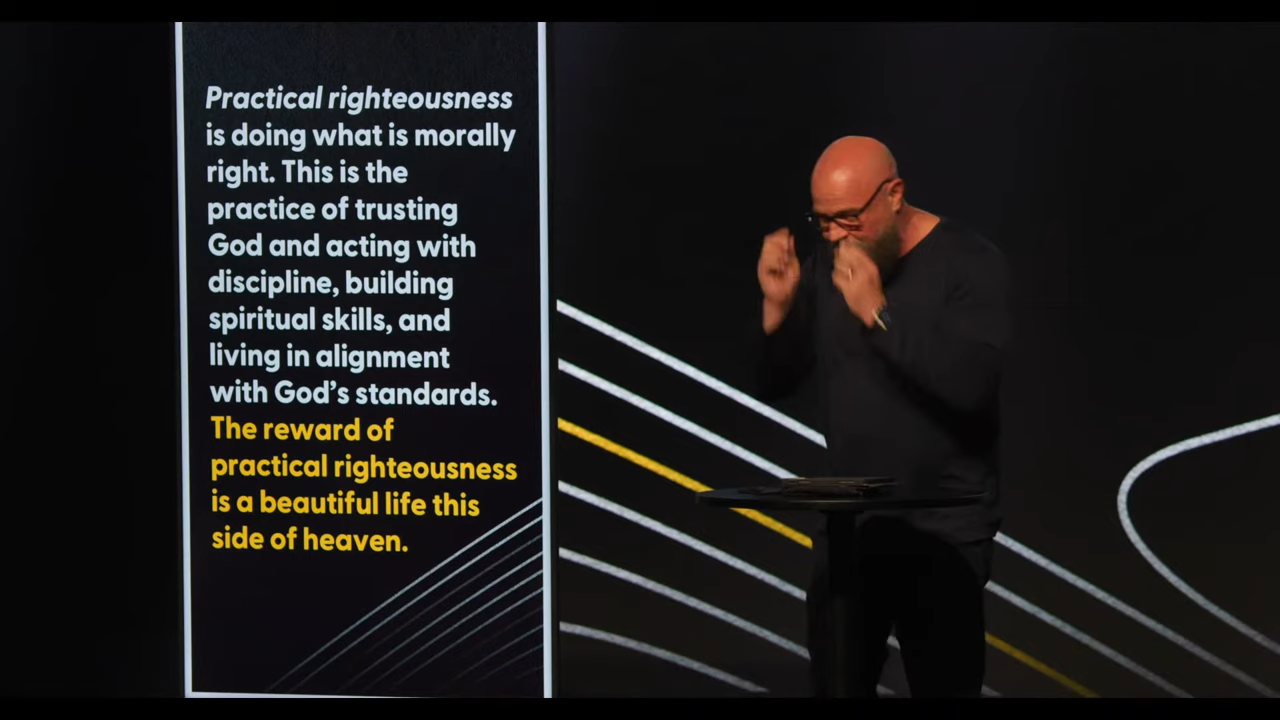 Practical righteousness
is doing what is morally
right. This is the
practice of trusting
God and acting with
discipline, building
spiritual skills, and
living in alignment
with God's standards.
The reward of
practical righteousness
is a beautiful life this
side of heaven.